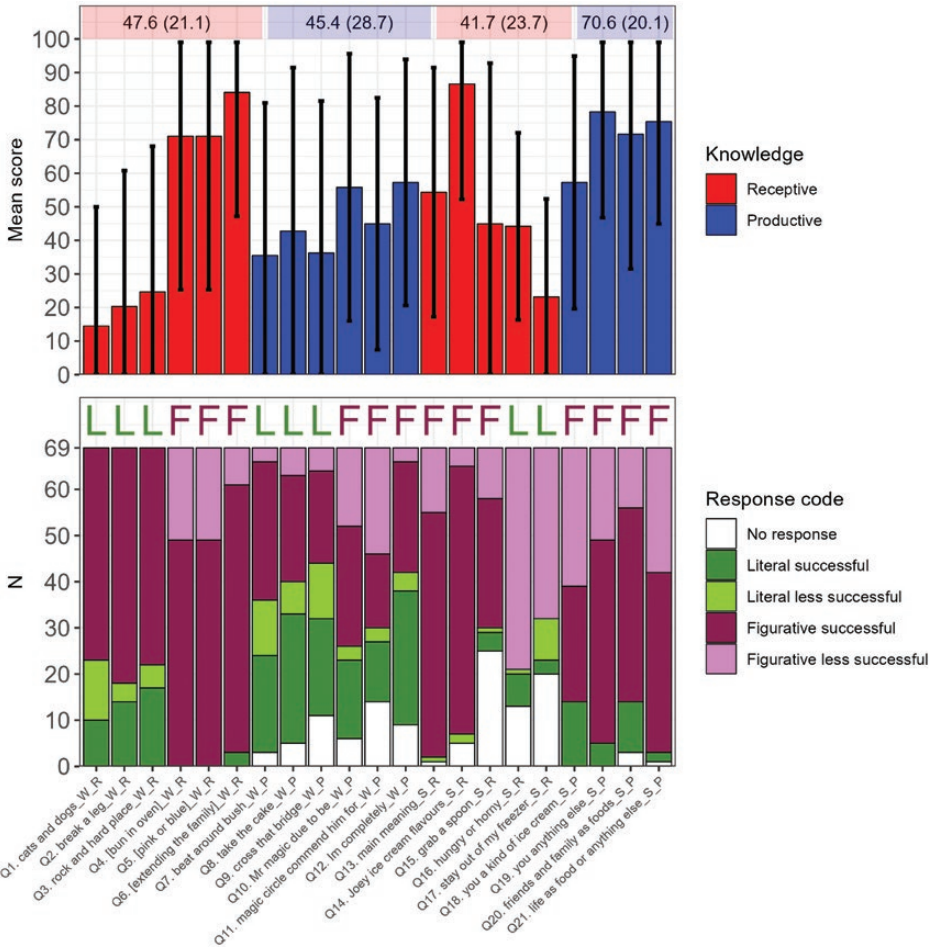 47.6 (21.1) 45.4 (28.7) 41.7 (23.7) 70.6 (20.1)
100
90
80
70
60
50
40
30
20
10
0
Mean score
Knowledge
Receptive
Productive
L L L F F F L L L F F F F F F L L F F F F
69
60
50
40
30
20
10
0
N
Response code
No response
Literal successful
Literal less successful
Figurative successful
Figurative less successful
Q1. cats and dogs_W_R
Q2. break a leg_W_R
Q3. rock and hard place_W_R
Q4. [bun in oven]_W_R
Q5. [pink or blue]_W_R
Q6. [extending the family]_W_R
Q7. beat around bush_W_P
Q8. take the cake_W_P
Q9. cross that bridge_W_P
Q10. Mr magic due to be_W_P
Q11. magic circle commend him for_W_P
Q12. Im completely_W_P
Q13. main meaning_S_R
Q14. Joey ice cream flavours_S_R
Q15. grab a spoon_S_R
Q16. hungry or horny_S_R
Q17. stay out of my freezer_S_R
Q18. you a kind of ice cream_S_P
Q19. you anything else_S_P
Q20. friends and family as foods_S_P
Q21. life as food or anything else_S_P